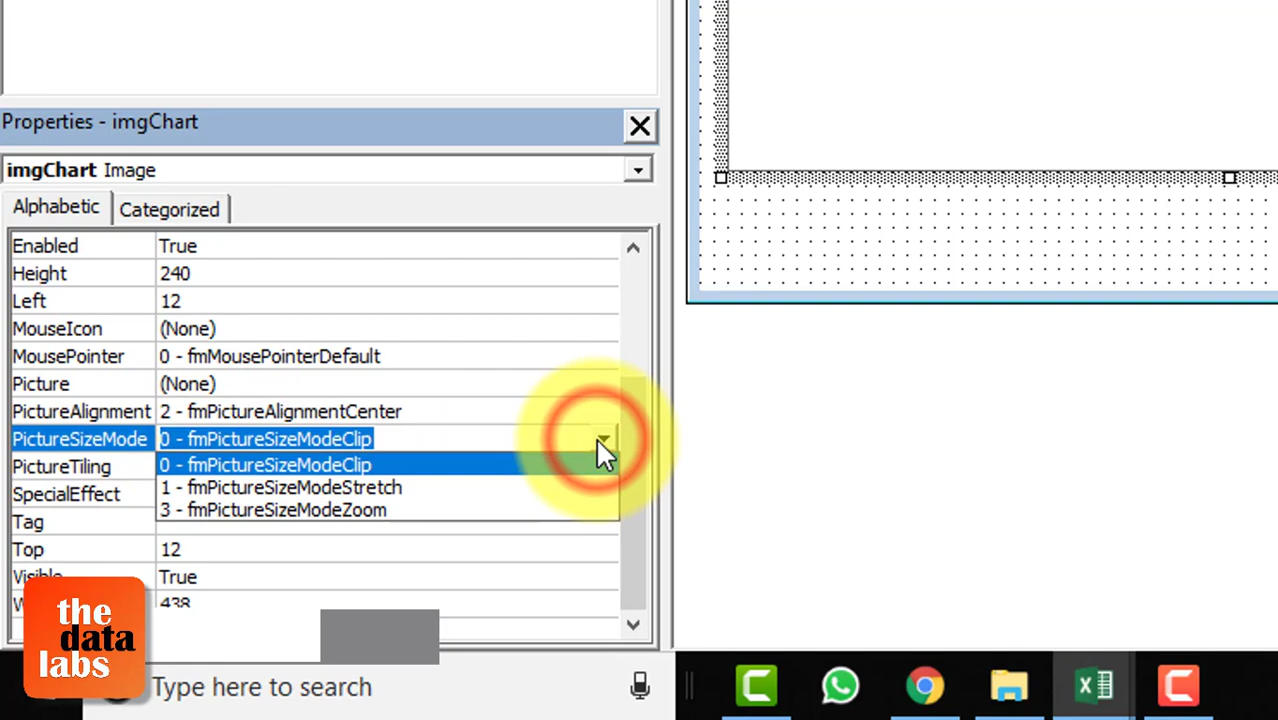 Properties - imgChart
imgChart Image
Alphabetic Categorized
Enabled True
Height 240
Left 12
MouseIcon (None)
MousePointer 0 - fmMousePointerDefault
Picture (None)
PictureAlignment 2 - fmPictureAlignmentCenter
PictureSizeMode 0 - fmPictureSizeModeClip
PictureTiling 0 - fmPictureSizeModeClip
SpecialEffect 1 - fmPictureSizeModeStretch
3 - fmPictureSizeModeZoom
Tag
Top 12
True
438
the
data
labs
Type here to search